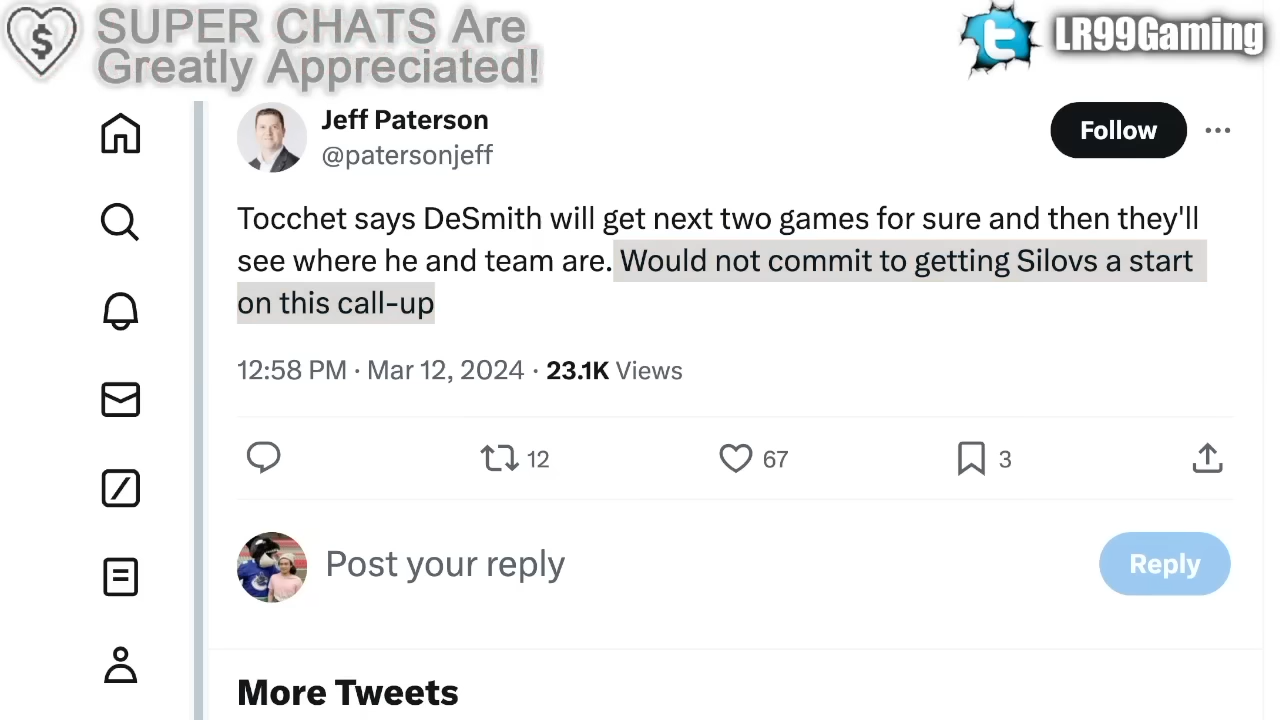 SUPER CHATS Are
Greatly Appreciated!
LR99Gaming
Jeff Paterson
@patersonjeff
Follow
Tocchet says DeSmith will get next two games for sure and then they'll
see where he and team are. Would not commit to getting Silovs a start
on this call-up
12:58 PM · Mar 12, 2024 · 23.1K Views
12
67
3
Post your reply
Reply
More Tweets